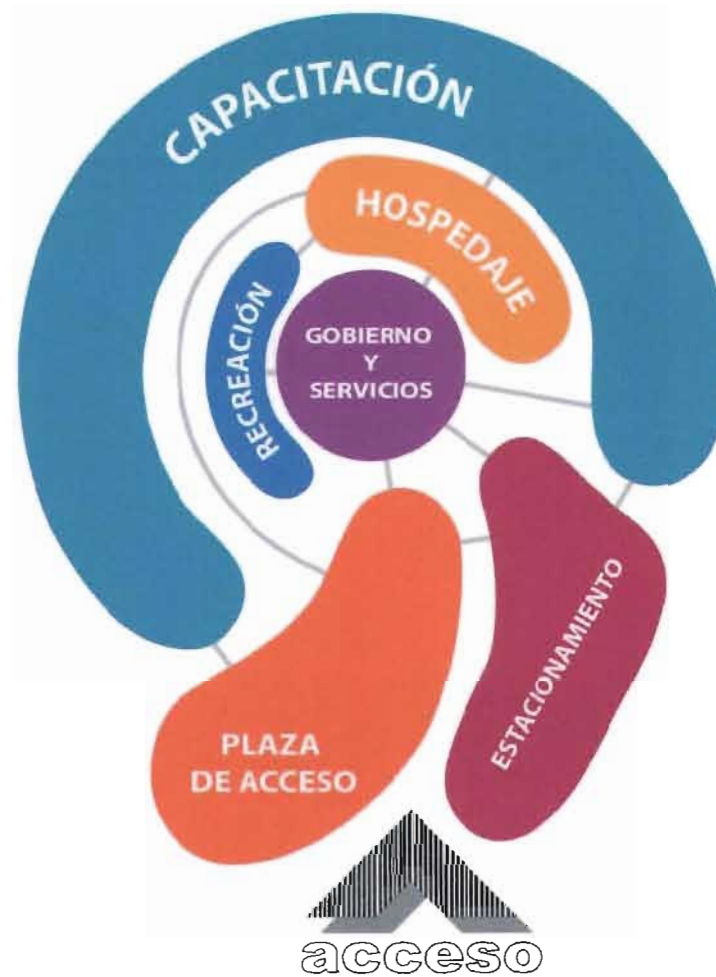 CAPACITACIÓN
HOSPEDAJE
RECREACIÓN
GOBIERNO
Y
SERVICIOS
ESTACIONAMIENTO
PLAZA
DE ACCESO
acceso